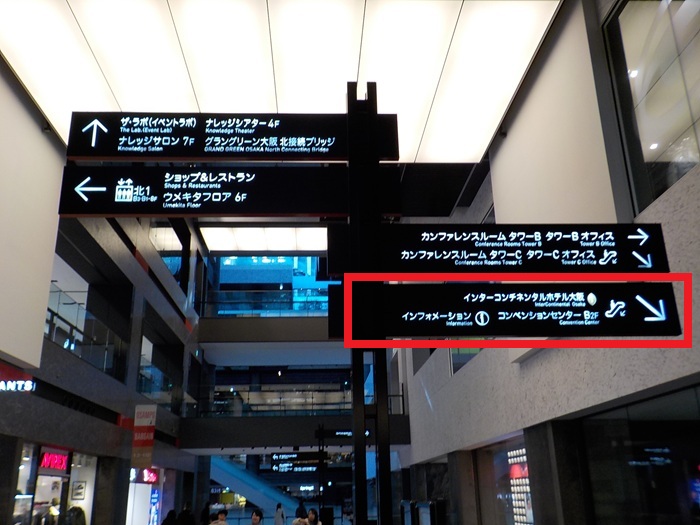 ザ・ラボ(イベントラボ) ナレッジシアター 4F
The Lab.(Event Lab) Knowledge Theater
ナレッジサロン 7F グラングリーン大阪 北接続ブリッジ
Knowledge Salon GRAND GREEN OSAKA North Connecting Bridge
北1 ショップ&レストラン
Shops & Restaurants
ウメキタフロア 6F
Umekita Floor
カンファレンスルーム タワーB タワーB オフィス
Conference Rooms Tower B Tower B Office
カンファレンスルーム タワーC タワーC オフィス
Conference Rooms Tower C Tower C Office
インターコンチネンタルホテル大阪
InterContinental Osaka
インフォメーション コンベンションセンター B2F
Information Convention Center
ANTS